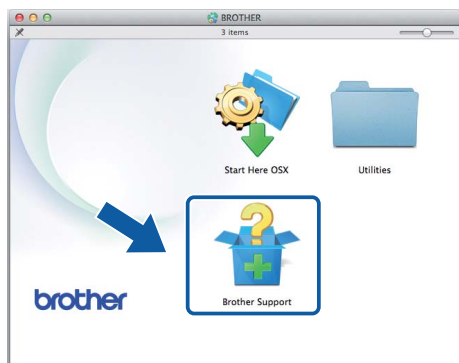 BROTHER
3 items
Start Here OSX
Utilities
Brother Support
brother